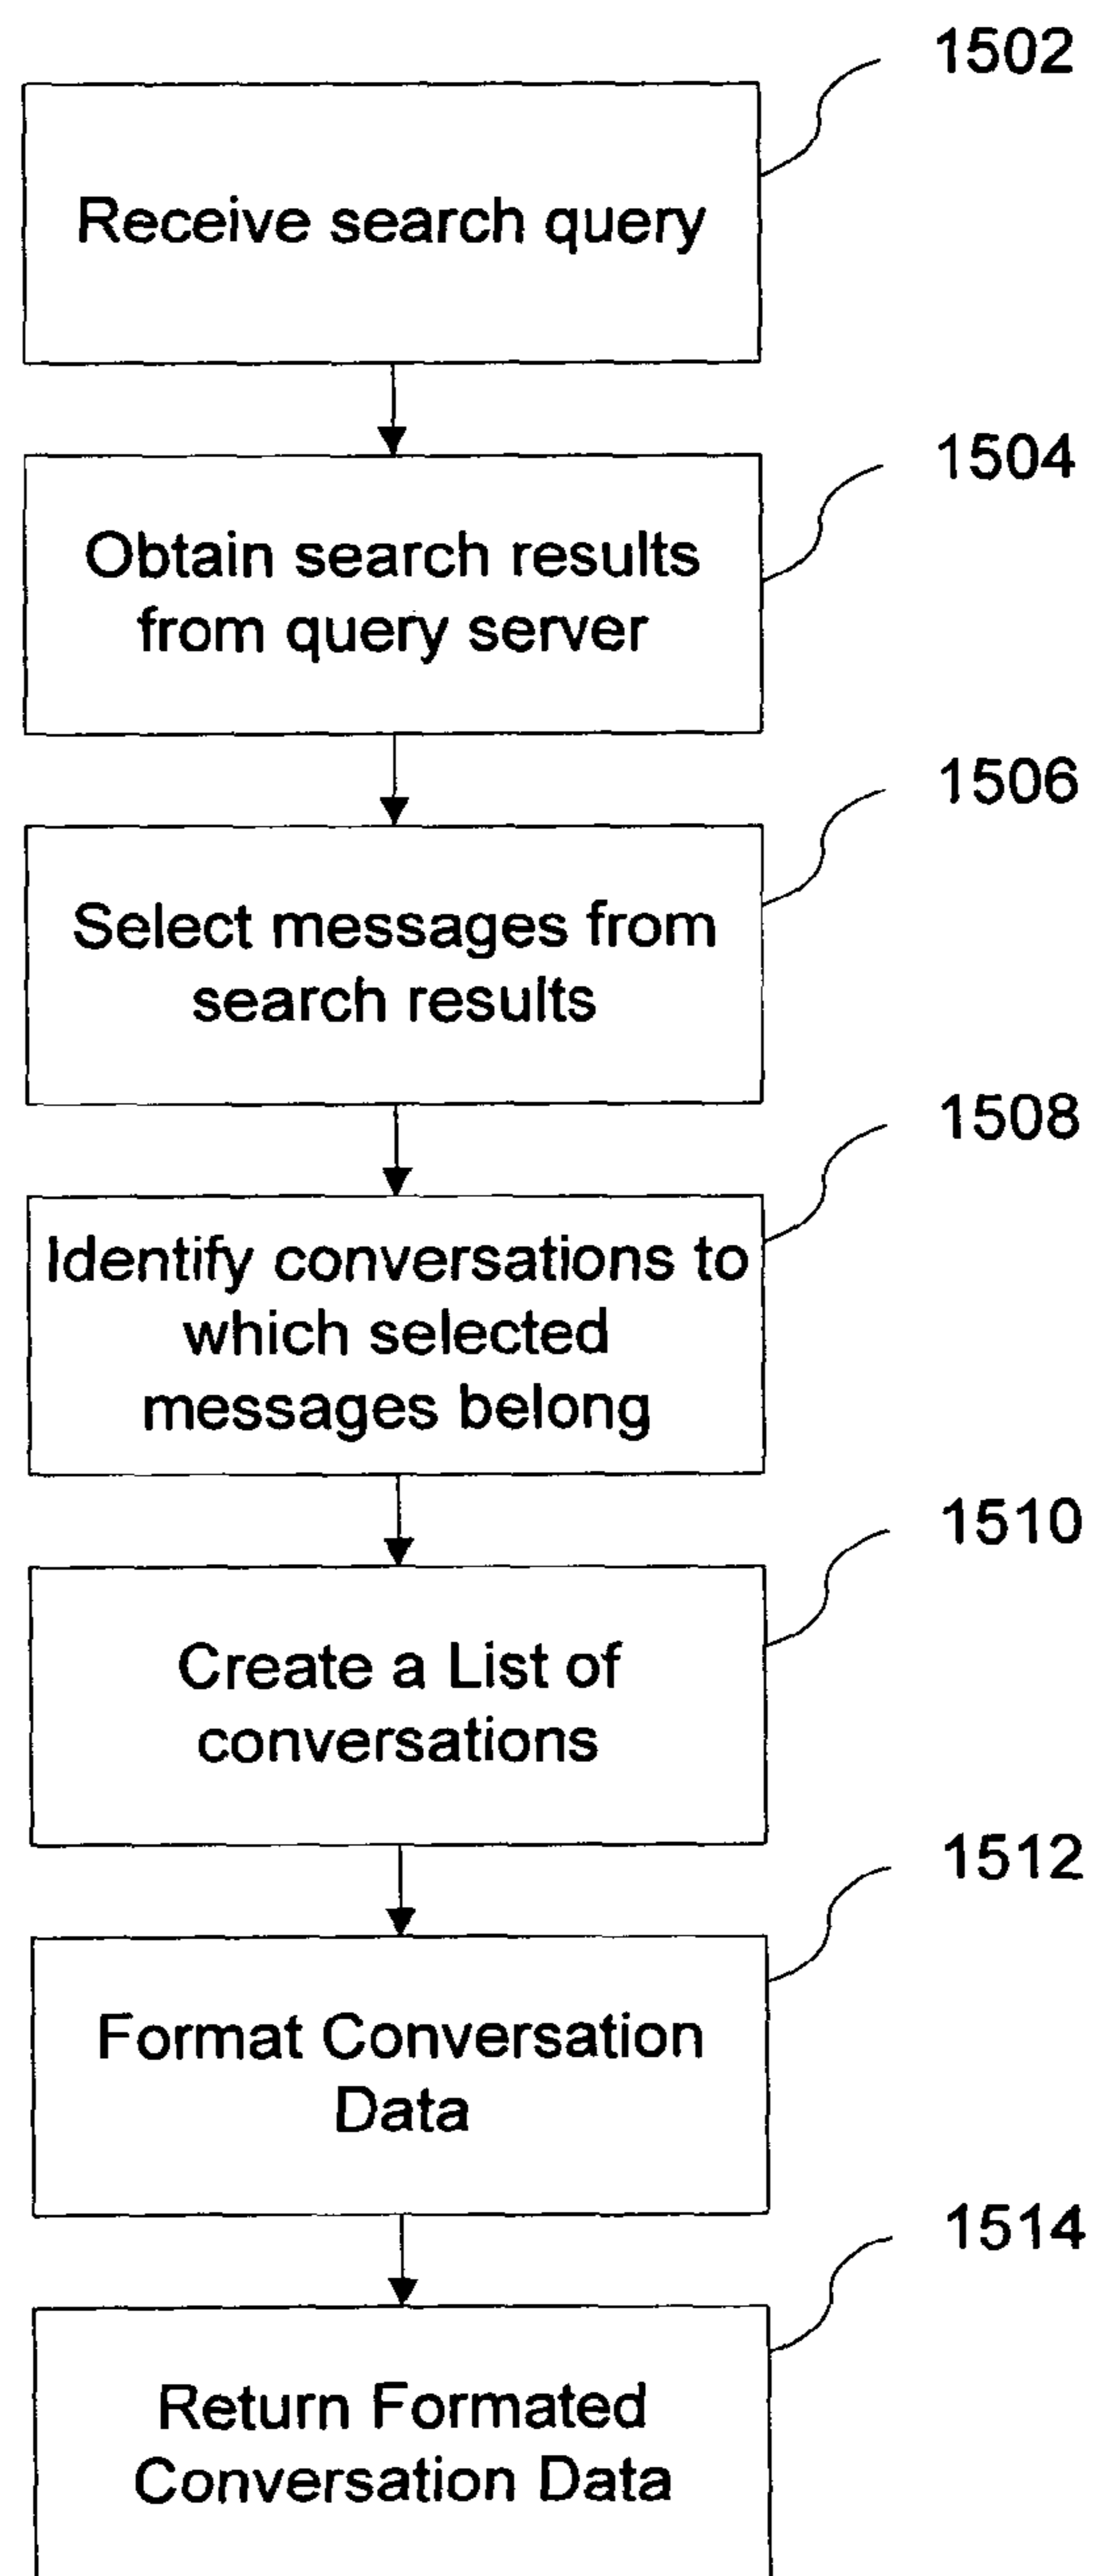 1502
Receive search query
1504
Obtain search results
from query server
1506
Select messages from
search results
1508
Identify conversations to
which selected
messages belong
1510
Create a List of
conversations
1512
Format Conversation
Data
1514
Return Formated
Conversation Data